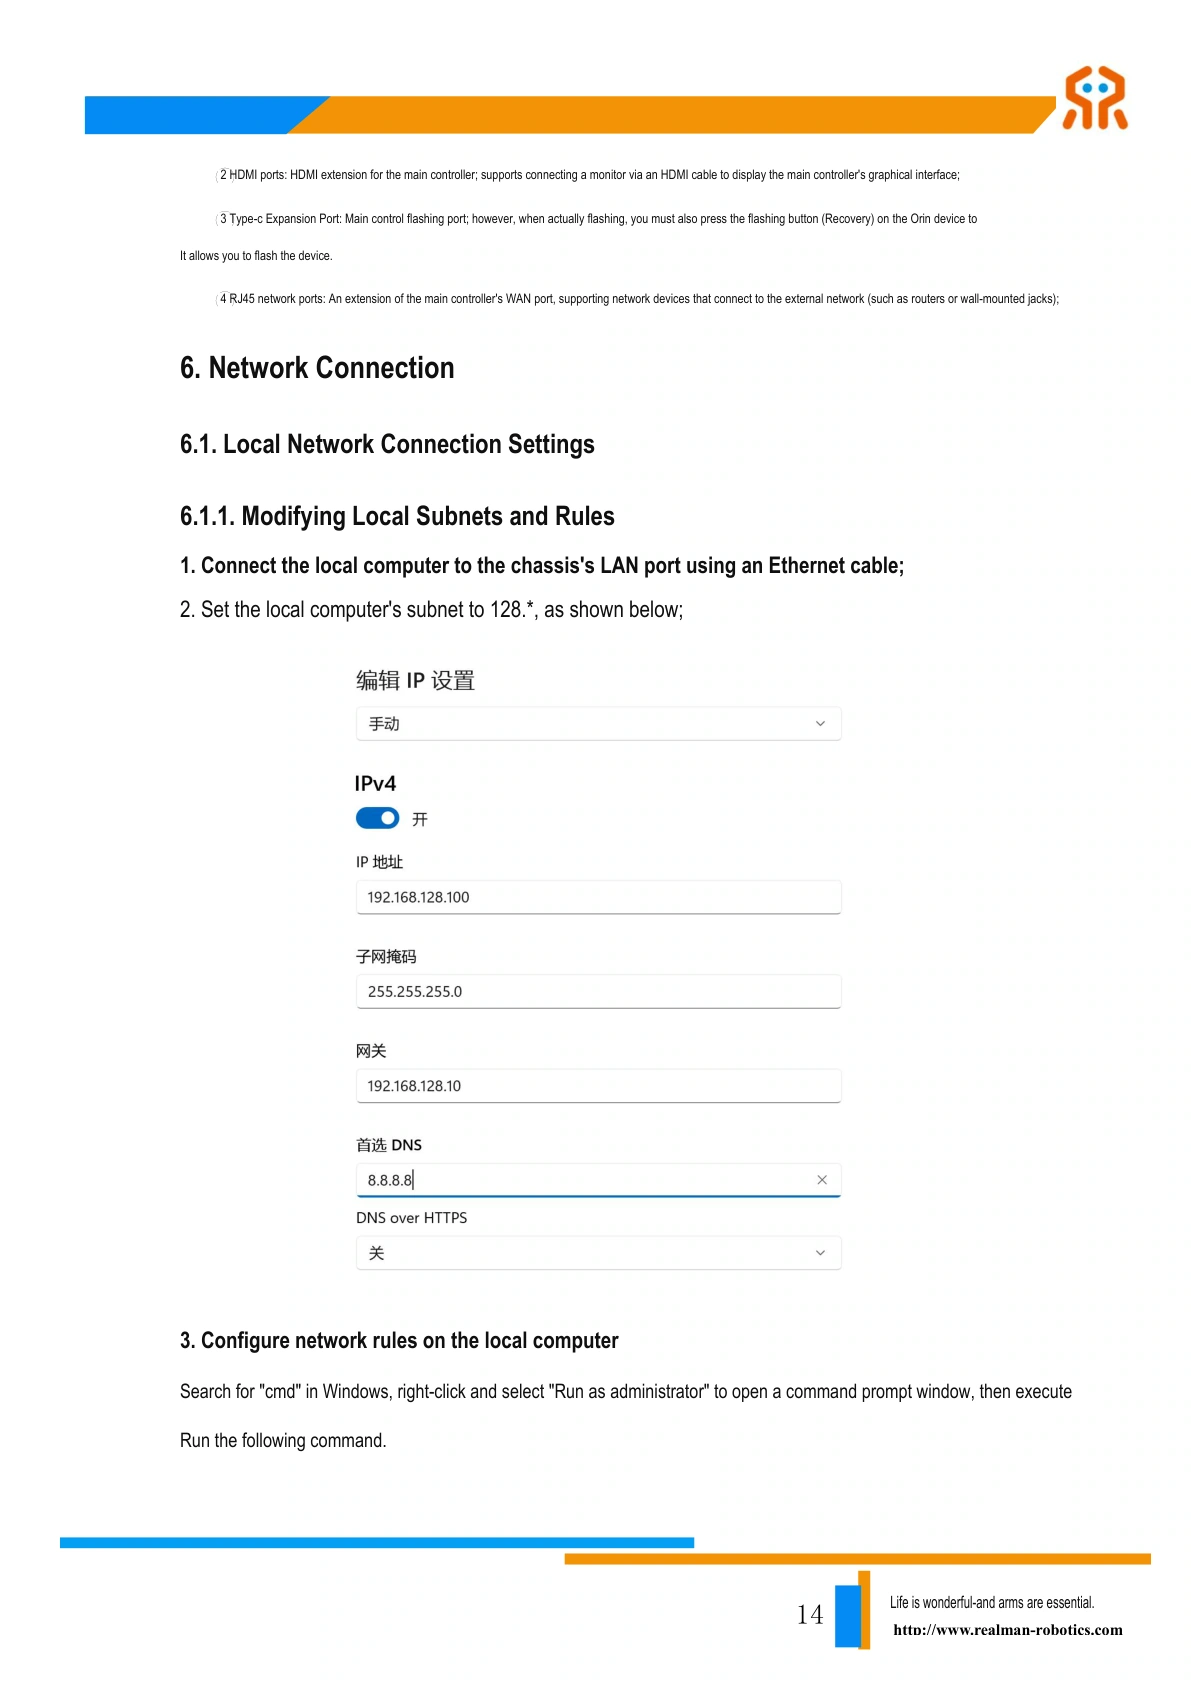 ② HDMI ports: HDMI extension for the main controller; supports connecting a monitor via an HDMI cable to display the main controller's graphical interface;
③ Type-c Expansion Port: Main control flashing port; however, when actually flashing, you must also press the flashing button (Recovery) on the Orin device to
It allows you to flash the device.
④ RJ45 network ports: An extension of the main controller's WAN port, supporting network devices that connect to the external network (such as routers or wall-mounted jacks);
6. Network Connection
6.1. Local Network Connection Settings
6.1.1. Modifying Local Subnets and Rules
1. Connect the local computer to the chassis's LAN port using an Ethernet cable;
2. Set the local computer's subnet to 128.*, as shown below;
编辑 IP 设置
手动
IPv4
开
IP 地址
192.168.128.100
子网掩码
255.255.255.0
网关
192.168.128.10
首选 DNS
8.8.8.8
DNS over HTTPS
关
3. Configure network rules on the local computer
Search for "cmd" in Windows, right-click and select "Run as administrator" to open a command prompt window, then execute
Run the following command.
14
Life is wonderful-and arms are essential.
http://www.realman-robotics.com